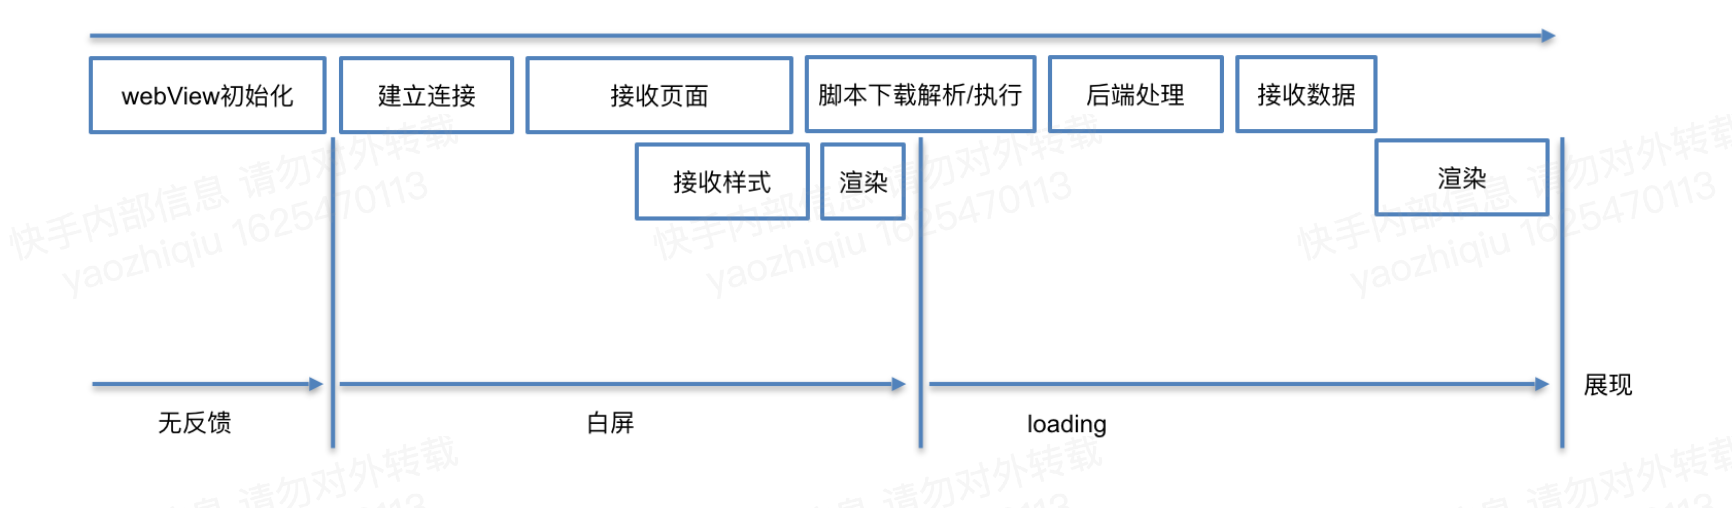 webView初始化
建立连接
接收页面
脚本下载解析/执行
后端处理
接收数据
接收样式
渲染
渲染
无反馈
白屏
loading
展现
快手内部信息 请勿对外转载
yaozhiqiu 1625470113
快手内部信息 请勿对外转载
yaozhiqiu 1625470113
快手内部信息 请勿对外转载
yaozhiqiu 1625470113
信息 请勿对外转载
息 请勿对外转载
信息 请勿对外转